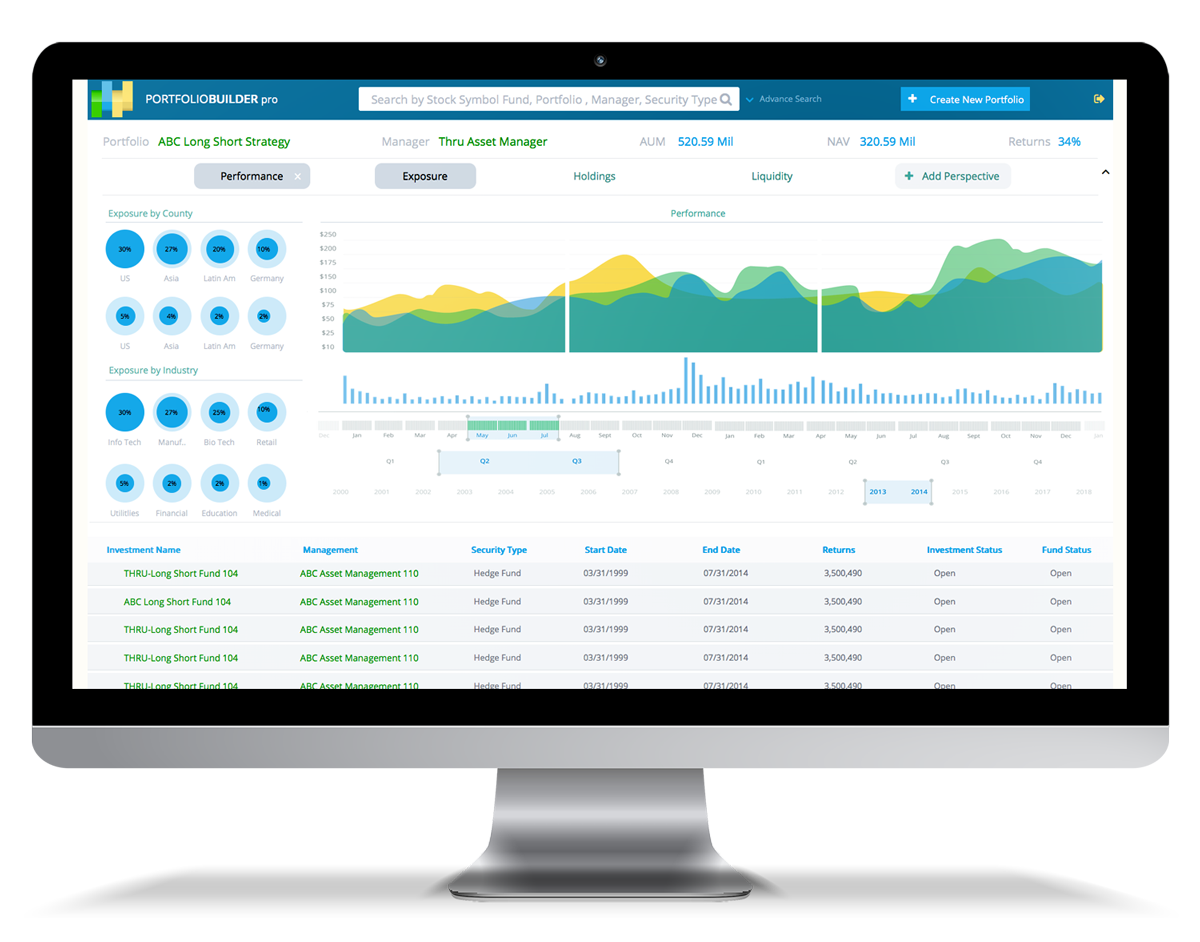 PORTFOLIOBUILDER pro
Search by Stock Symbol Fund, Portfolio , Manager, Security Type
Advance Search
+ Create New Portfolio
Portfolio ABC Long Short Strategy
Manager Thru Asset Manager
AUM 520.59 Mil
NAV 320.59 Mil
Returns 34%
Performance ×
Exposure
Holdings
Liquidity
+ Add Perspective
Exposure by County
30% 27% 20% 10%
US Asia Latin Am Germany
5% 4% 2% 2%
US Asia Latin Am Germany
Exposure by Industry
30% 27% 25% 10%
Info Tech Manuf.. Bio Tech Retail
5% 2% 2% 1%
Utilitlies Financial Education Medical
Performance
$250
$200
$175
$150
$100
$75
$50
$25
$10
Dec Jan Feb Mar Apr May Jun Jul Aug Sept Oct Nov Dec Jan Feb Mar Apr May Jun Jul Aug Sept Oct Nov Dec Jan
Q1 Q2 Q3 Q4 Q1 Q2 Q3 Q4
2000 2001 2002 2003 2004 2005 2006 2007 2008 2009 2010 2011 2012 2013 2014 2015 2016 2017 2018
Investment Name Management Security Type Start Date End Date Returns Investment Status Fund Status
THRU-Long Short Fund 104 ABC Asset Management 110 Hedge Fund 03/31/1999 07/31/2014 3,500,490 Open Open
ABC Long Short Fund 104 ABC Asset Management 110 Hedge Fund 03/31/1999 07/31/2014 3,500,490 Open Open
THRU-Long Short Fund 104 ABC Asset Management 110 Hedge Fund 03/31/1999 07/31/2014 3,500,490 Open Open
THRU-Long Short Fund 104 ABC Asset Management 110 Hedge Fund 03/31/1999 07/31/2014 3,500,490 Open Open
THRU-Long Short Fund 104 ABC Asset Management 110 Hedge Fund 03/31/1999 07/31/2014 3,500,490 Open Open